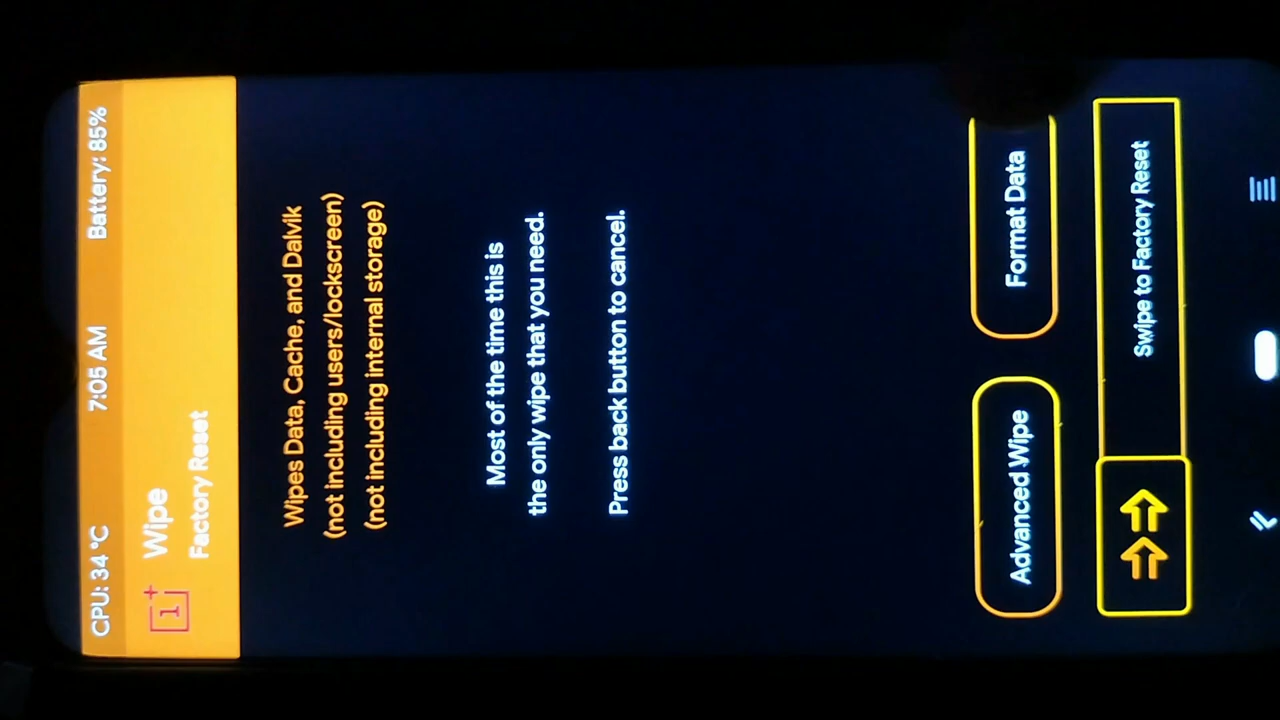 CPU: 34 °C 7:05 AM Battery: 85%
Wipe
Factory Reset
Wipes Data, Cache, and Dalvik
(not including users/lockscreen)
(not including internal storage)
Most of the time this is
the only wipe that you need.
Press back button to cancel.
Advanced Wipe Format Data
Swipe to Factory Reset